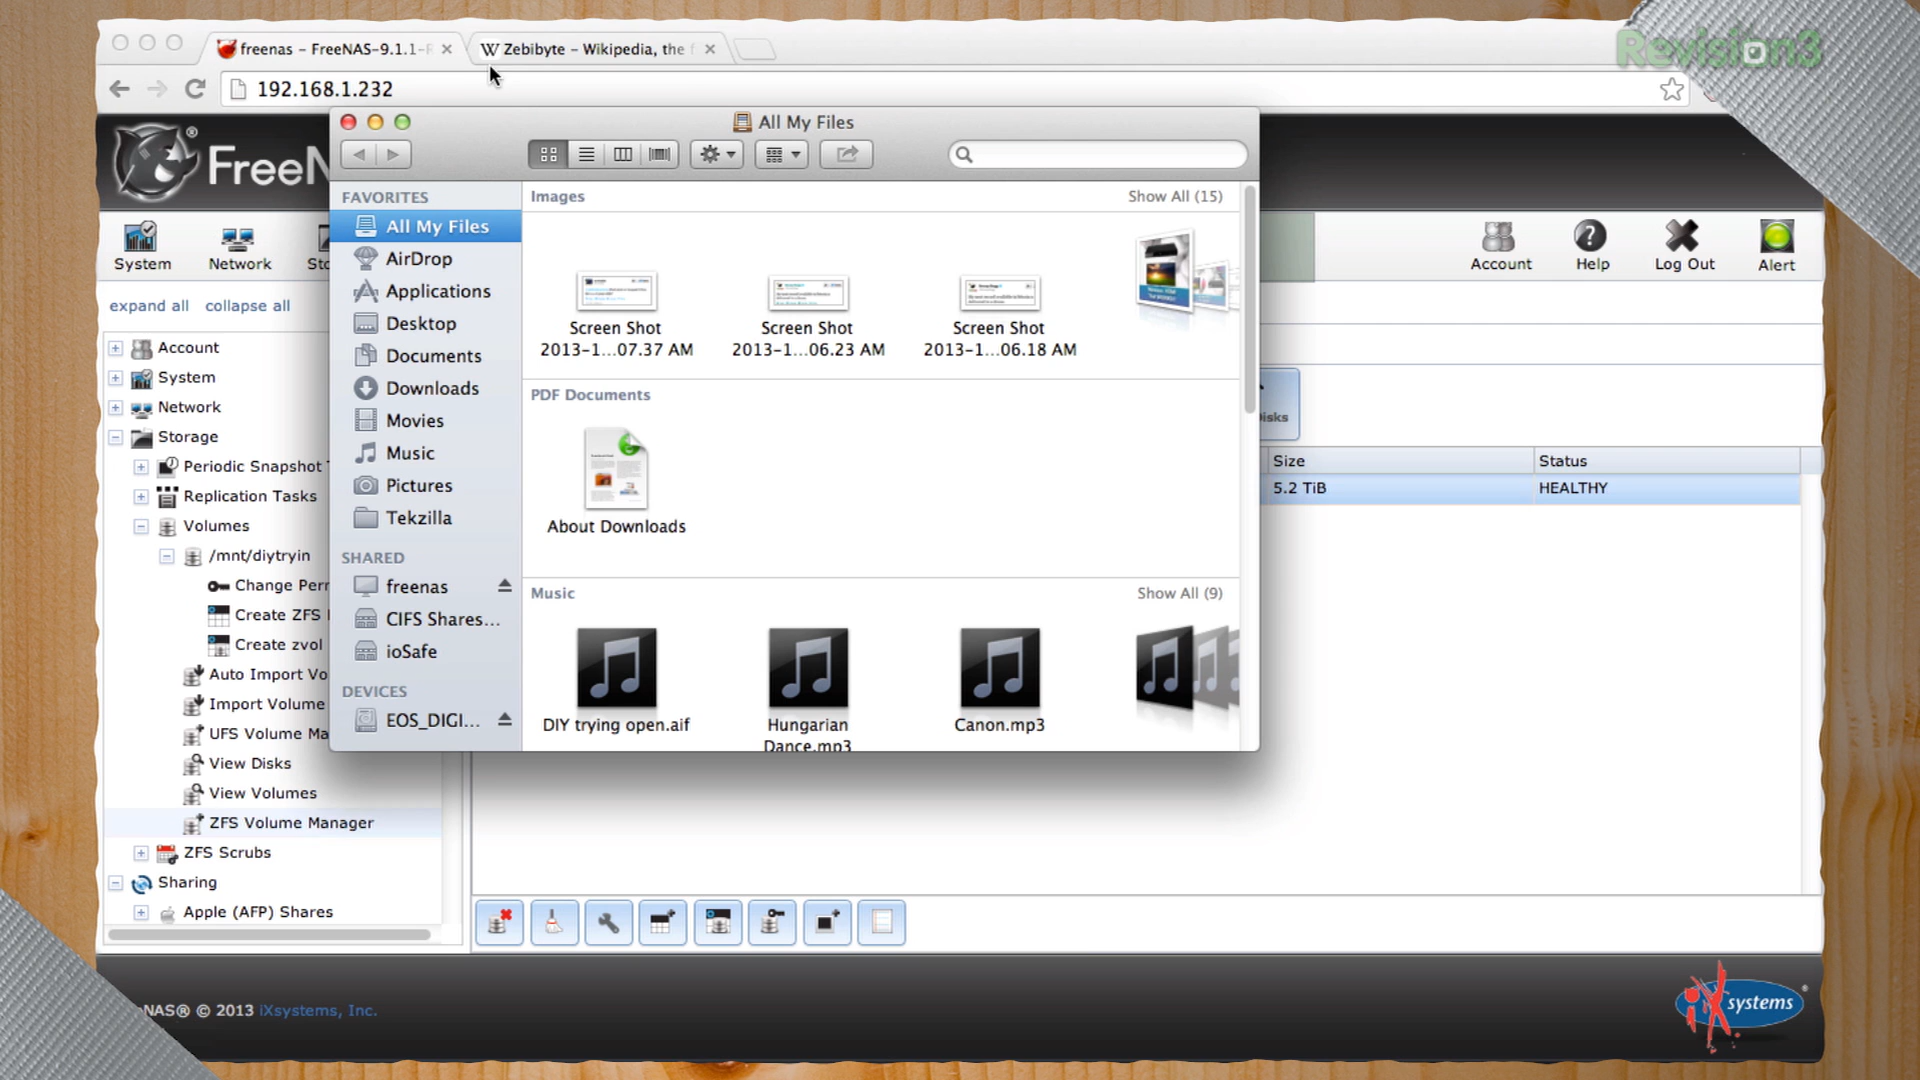 Revision3
freenas – FreeNAS-9.1.1-R
Zebibyte – Wikipedia, the f
192.168.1.232
All My Files
FreeN
System
Network
Sto
Account
Help
Log Out
Alert
expand all
collapse all
Account
System
Network
Storage
Periodic Snapshot T
Replication Tasks
Volumes
/mnt/diytryin
Change Perr
Create ZFS
Create zvol
Auto Import Vo
Import Volume
UFS Volume Ma
View Disks
View Volumes
ZFS Volume Manager
ZFS Scrubs
Sharing
Apple (AFP) Shares
FAVORITES
All My Files
AirDrop
Applications
Desktop
Documents
Downloads
Movies
Music
Pictures
Tekzilla
SHARED
freenas
CIFS Shares...
ioSafe
DEVICES
EOS_DIGI...
Images
Show All (15)
Screen Shot
2013-1...07.37 AM
Screen Shot
2013-1...06.23 AM
Screen Shot
2013-1...06.18 AM
PDF Documents
About Downloads
Music
Show All (9)
DIY trying open.aif
Hungarian
Dance.mp3
Canon.mp3
isks
Size
Status
5.2 TiB
HEALTHY
NAS® © 2013 iXsystems, Inc.
iXsystems